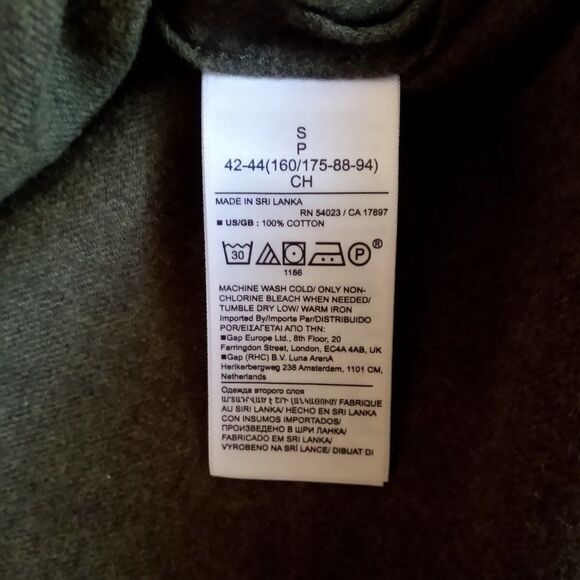 S
P
42-44(160/175-88-94)
CH
MADE IN SRI LANKA
RN 54023 / CA 17897
■ US/GB : 100% COTTON
30 P ®
1166
MACHINE WASH COLD/ ONLY NON-
CHLORINE BLEACH WHEN NEEDED/
TUMBLE DRY LOW/ WARM IRON
Imported By/Importe Par/DISTRIBUIDO
POR/ΕΙΣΑΓΕΤΑΙ ΑΠΟ ΤΗΝ:
■Gap Europe Ltd., 8th Floor, 20
Farringdon Street, London, EC4A 4AB, UK
■Gap (RHC) B.V. Luna ArenA
Herikerbergweg 238 Amsterdam, 1101 CM,
Netherlands
Одежда второго слоя
ԱՐՏԱԴՐՎԱԾ Է ՇՐԻ ԼԱՆԿԱՅՈՒՄ/ FABRIQUE
AU SRI LANKA/ HECHO EN SRI LANKA
CON INSUMOS IMPORTADOS/
ПРОИЗВЕДЕНО В ШРИ ЛАНКА/
FABRICADO EM SRI LANKA/
VYROBENO NA SRÍ LANCE/ DIBUAT DI